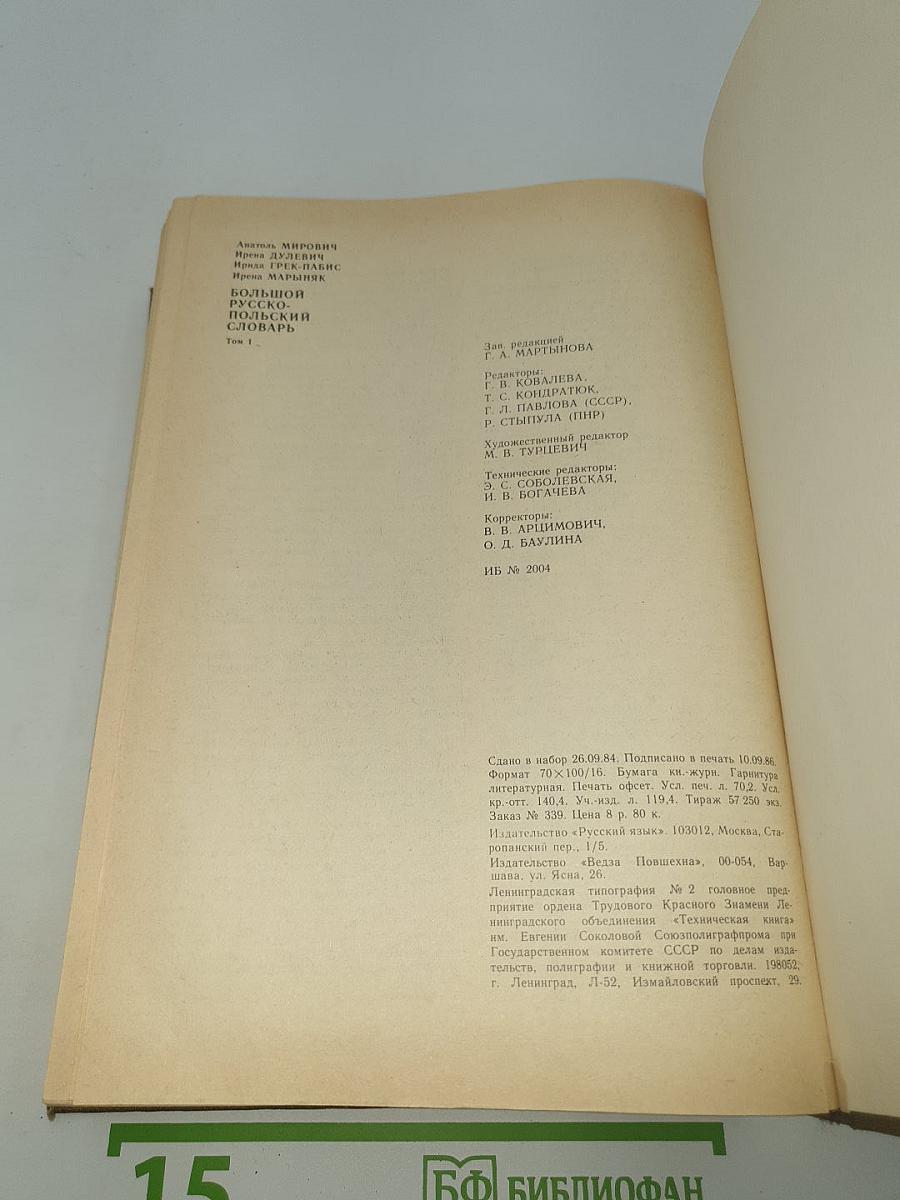 Анатоль МИРОВИЧ
Ирена ДУЛЕВИЧ
Ирида ГРЕК-ПАБИС
Ирена МАРЫНЯК
БОЛЬШОЙ
РУССКО-
ПОЛЬСКИЙ
СЛОВАРЬ
Том 1
Зав. редакцией
Г. А. МАРТЫНОВА
Редакторы:
Г. В. КОВАЛЕВА,
Т. С. КОНДРАТЮК,
Г. Л. ПАВЛОВА (СССР),
Р. СТЫПУЛА (ПНР)
Художественный редактор
М. В. ТУРЦЕВИЧ
Технические редакторы:
Э. С. СОБОЛЕВСКАЯ,
И. В. БОГАЧЕВА
Корректоры:
В. В. АРЦИМОВИЧ,
О. Д. БАУЛИНА
ИБ № 2004
Сдано в набор 26.09.84. Подписано в печать 10.09.86.
Формат 70×100/16. Бумага кн.-журн. Гарнитура
литературная. Печать офсет. Усл. печ. л. 70,2. Усл.
кр.-отт. 140,4. Уч.-изд. л. 119,4. Тираж 57 250 экз.
Заказ № 339. Цена 8 р. 80 к.
Издательство «Русский язык». 103012, Москва, Ста-
ропанский пер., 1/5.
Издательство «Ведза Повшехна», 00-054, Вар-
шава, ул. Ясна, 26.
Ленинградская типография № 2 головное пред-
приятие ордена Трудового Красного Знамени Ле-
нинградского объединения «Техническая книга»
им. Евгении Соколовой Союзполиграфпрома при
Государственном комитете СССР по делам изда-
тельств, полиграфии и книжной торговли. 198052,
г. Ленинград, Л-52, Измайловский проспект, 29.
15
БФ БИБЛИОФАН